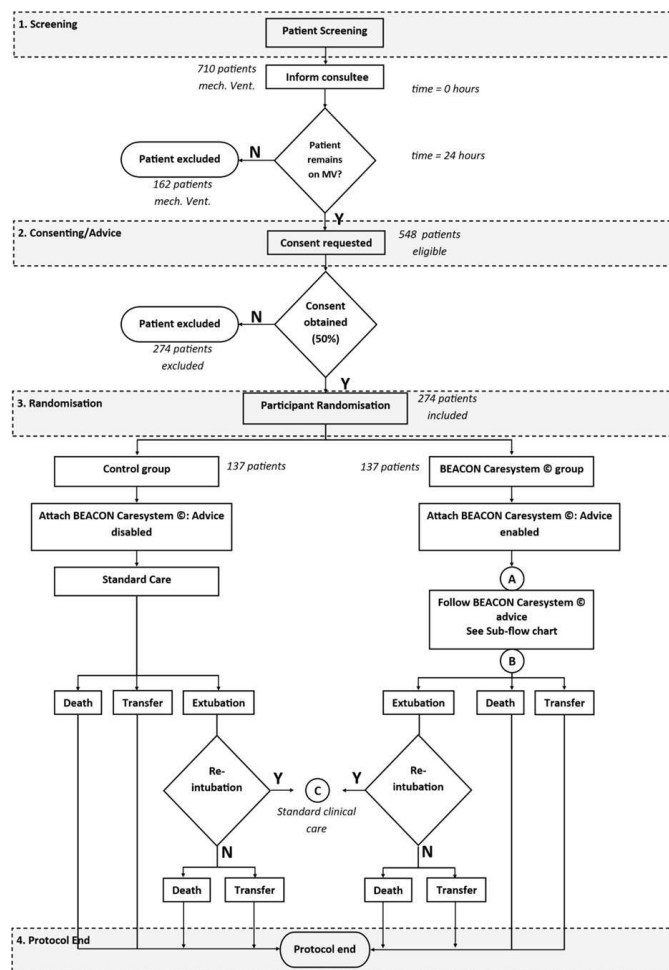 1. Screening
Patient Screening
710 patients
mech. Vent.
Inform consultee
time = 0 hours
Patient
remains
on MV?
time = 24 hours
N
Patient excluded
162 patients
mech. Vent.
Y
2. Consenting/Advice
Consent requested
548 patients
eligible
Consent
obtained
(50%)
N
Patient excluded
274 patients
excluded
Y
3. Randomisation
Participant Randomisation
274 patients
included
Control group
137 patients
137 patients
BEACON Caresystem © group
Attach BEACON Caresystem ©: Advice
disabled
Attach BEACON Caresystem ©: Advice
enabled
Standard Care
A
Follow BEACON Caresystem ©
advice
See Sub-flow chart
B
Death
Transfer
Extubation
Extubation
Death
Transfer
Re-
intubation
Y
C
Y
Re-
intubation
Standard clinical
care
N
N
Death
Transfer
Death
Transfer
4. Protocol End
Protocol end